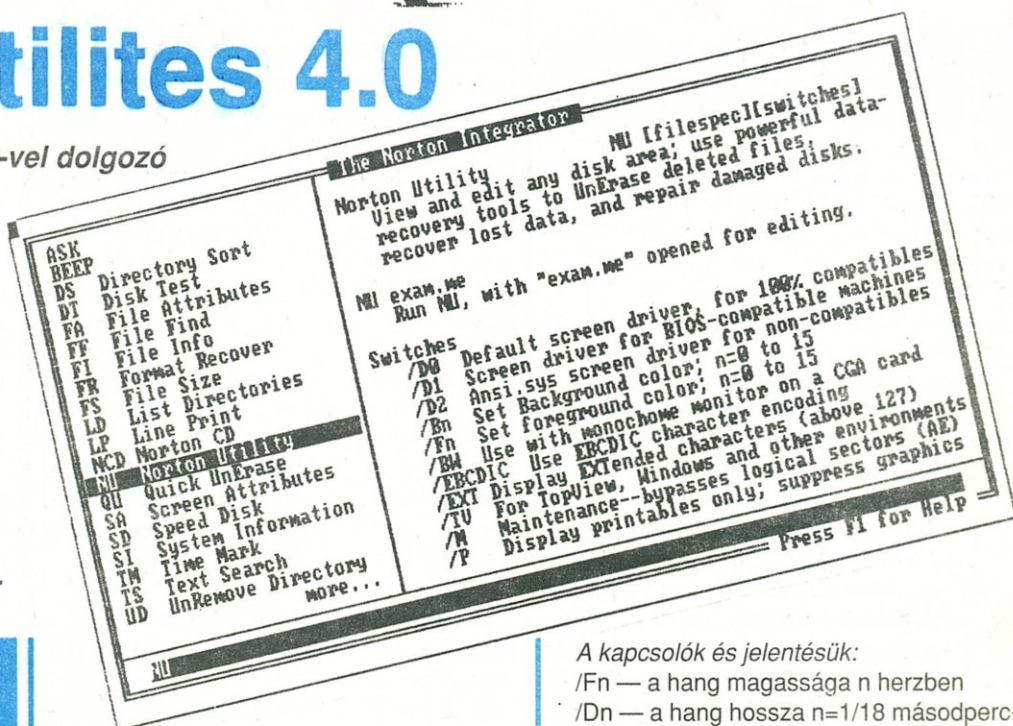 tilites 4.0
-vel dolgozó
The Norton Integrator
ASK
BEEP
DS Directory Sort
DT Disk Test
FA File Attributes
FF File Find
FI File Info
FR Format Recover
FS File Size
LD List Directories
LP Line Print
NCD Norton CD
NU Norton Utility
QU Quick UnErase
SA Screen Attributes
SD Speed Disk
SI System Information
TM Time Mark
TS Text Search
UD UnRemove Directory
more...
Norton Utility NU [filespec][switches]
View and edit any disk area; use powerful data-
recovery tools to UnErase deleted files,
recover lost data, and repair damaged disks.
NU exam.me
Run NU, with "exam.me" opened for editing.
Switches
/D0 Default screen driver, for 100% compatibles
/D1 Screen driver for BIOS-compatible machines
/D2 Ansi.sys screen driver for non-compatibles
/Bn Set Background color; n=0 to 15
/Fn Set foreground color; n=0 to 15
/BW Use with monochome monitor on a CGA card
/EBCDIC Use EBCDIC character encoding
/EXT Display EXTended characters (above 127)
/TV For TopView, Windows and other environments
/M Maintenance--bypasses logical sectors (AE)
/P Display printables only; suppress graphics
Press F1 for Help
NU
A kapcsolók és jelentésük:
/Fn — a hang magassága n herzben
/Dn — a hang hossza n=1/18 másodperc-